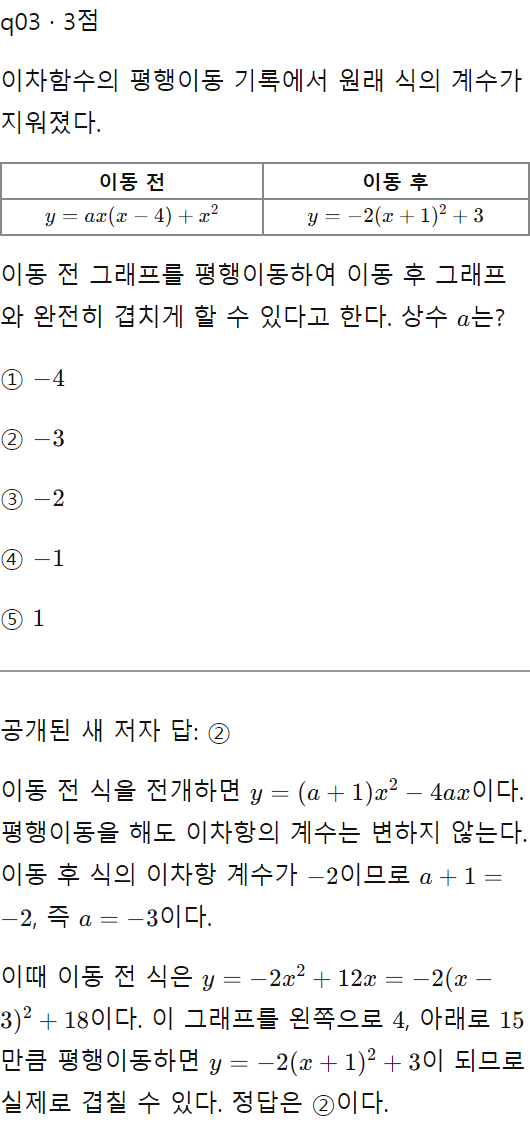 q03 · 3점
이차함수의 평행이동 기록에서 원래 식의 계수가
지워졌다.
이동 전 이동 후
y = ax(x − 4) + x² y = −2(x + 1)² + 3
이동 전 그래프를 평행이동하여 이동 후 그래프
와 완전히 겹치게 할 수 있다고 한다. 상수 a는?
① −4
② −3
③ −2
④ −1
⑤ 1
공개된 새 저자 답: ②
이동 전 식을 전개하면 y = (a + 1)x² − 4ax이다.
평행이동을 해도 이차항의 계수는 변하지 않는다.
이동 후 식의 이차항 계수가 −2이므로 a + 1 =
−2, 즉 a = −3이다.
이때 이동 전 식은 y = −2x² + 12x = −2(x −
3)² + 18이다. 이 그래프를 왼쪽으로 4, 아래로 15
만큼 평행이동하면 y = −2(x + 1)² + 3이 되므로
실제로 겹칠 수 있다. 정답은 ②이다.